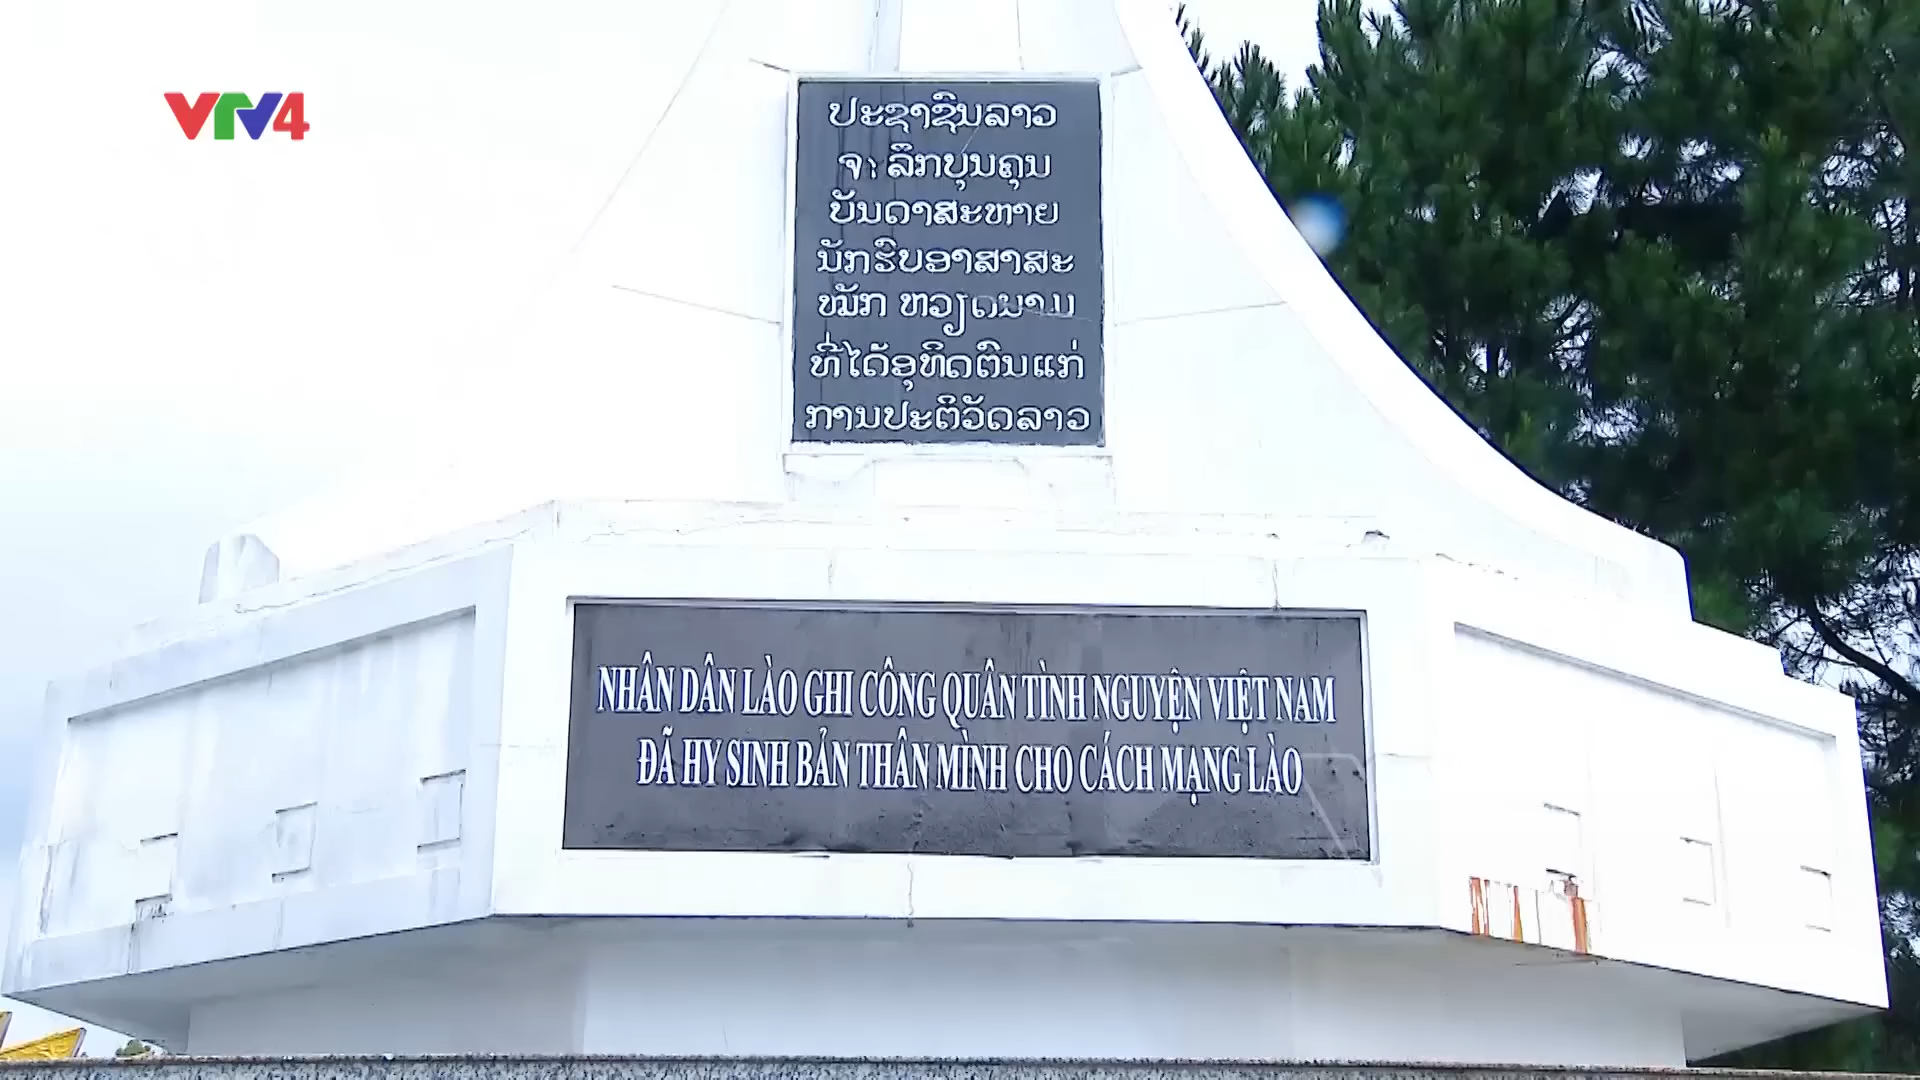 VTV4
ປະຊາຊົນລາວ
ຈາລຶກບຸນຄຸນ
ບັນດາສະຫາຍ
ນັກຮົບອາສາສະ
ໝັກ ຫວຽດນາມ
ທີ່ໄດ້ອຸທິດຕົນແກ່
ການປະຕິວັດລາວ
NHÂN DÂN LÀO GHI CÔNG QUÂN TÌNH NGUYỆN VIỆT NAM
ĐÃ HY SINH BẢN THÂN MÌNH CHO CÁCH MẠNG LÀO